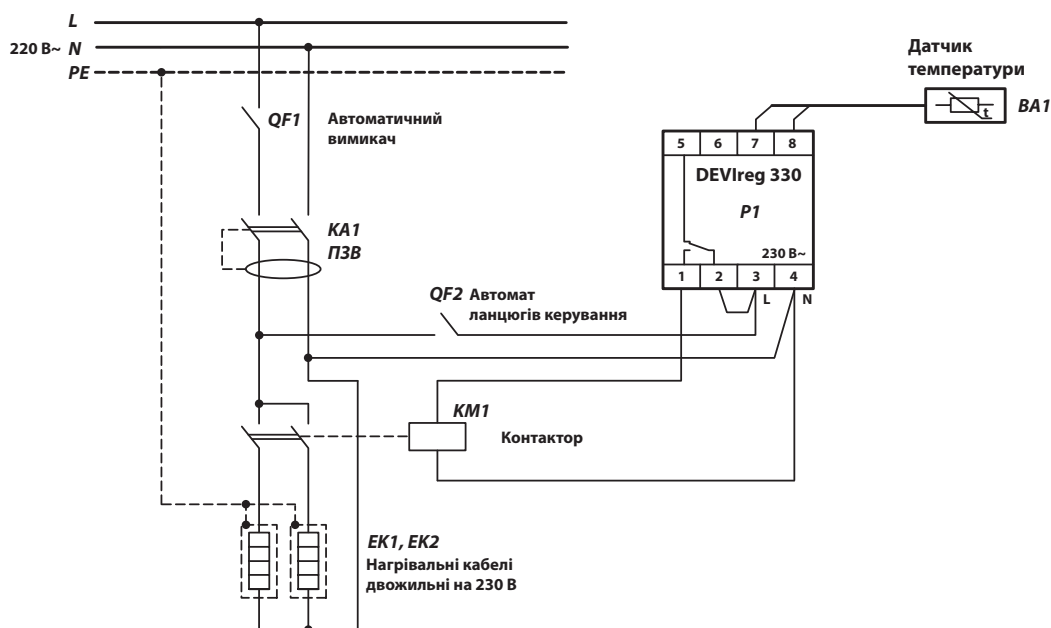 L
220 В~ N
PE
QF1
Автоматичний
вимикач
KA1
ПЗВ
QF2 Автомат
ланцюгів керування
KM1
Контактор
EK1, EK2
Нагрівальні кабелі
двожильні на 230 В
Датчик
температури
t
BA1
5 6 7 8
DEVIreg 330
P1
230 В~
1 2 3 4
L N